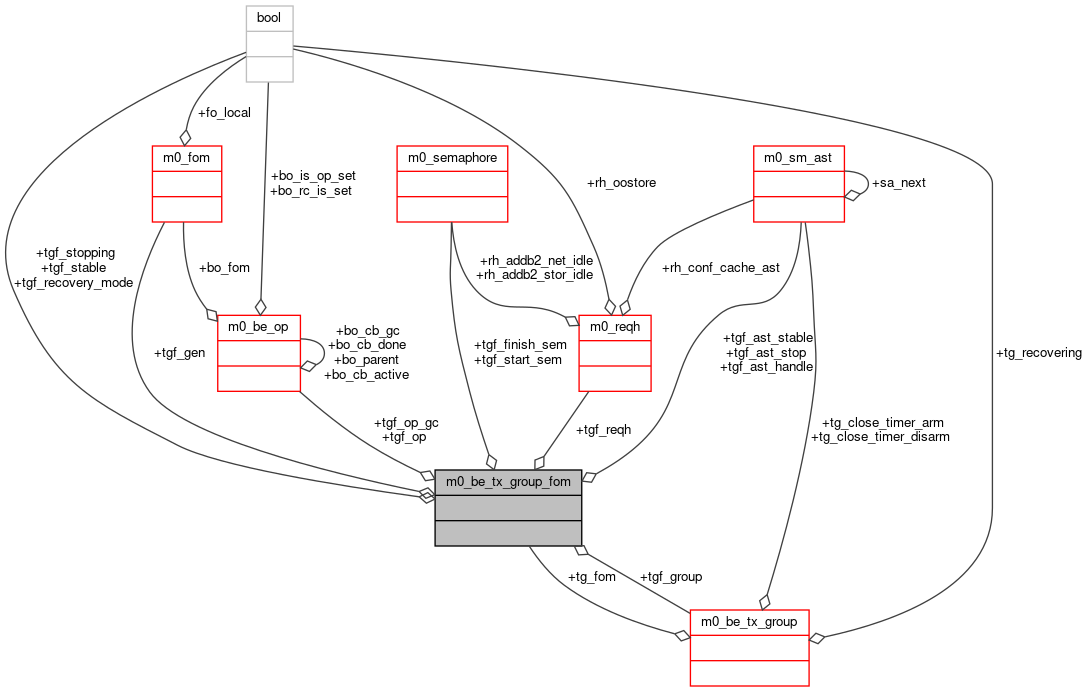 bool
+fo_local
m0_fom
m0_semaphore
m0_sm_ast
+bo_is_op_set
+bo_rc_is_set
+rh_oostore
+sa_next
+tgf_stopping
+tgf_stable
+tgf_recovery_mode
+bo_fom
+rh_addb2_net_idle
+rh_addb2_stor_idle
+rh_conf_cache_ast
m0_be_op
m0_reqh
+bo_cb_gc
+bo_cb_done
+bo_parent
+bo_cb_active
+tgf_gen
+tgf_finish_sem
+tgf_start_sem
+tgf_ast_stable
+tgf_ast_stop
+tgf_ast_handle
+tg_recovering
+tgf_op_gc
+tgf_op
+tgf_reqh
+tg_close_timer_arm
+tg_close_timer_disarm
m0_be_tx_group_fom
+tg_fom
+tgf_group
m0_be_tx_group